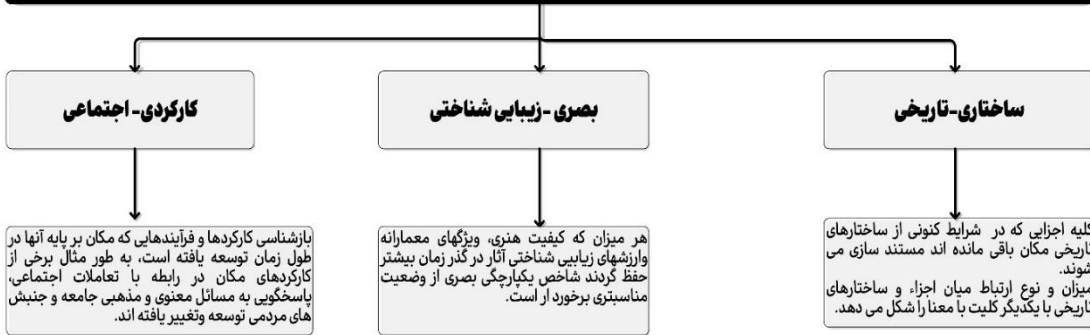 ساختاری-تاریخی
بصری -زیبایی شناختی
کارکردی- اجتماعی
کلیه اجزایی که در شرایط کنونی از ساختارهای
تاریخی مکان باقی مانده اند مستند سازی می
شوند.
میزان و نوع ارتباط میان اجزاء و ساختارهای
تاریخی با یکدیگر کلیت با معنا را شکل می دهد.
هر میزان که کیفیت هنری، ویژگهای معمارانه
وارزشهای زیابیی شناختی آثار در گذر زمان بیشتر
حفظ گردند شاخص یکپارچگی بصری از وضعیت
مناسبتری برخورد ار است.
بازشناسی کارکردها و فرآیندهایی که مکان بر پایه آنها در
طول زمان توسعه یافته است، به طور مثال برخی از
کارکردهای مکان در رابطه با تعاملات اجتماعی،
پاسخگویی به مسائل معنوی و مذهبی جامعه و جنبش
های مردمی توسعه وتغییر یافته اند.